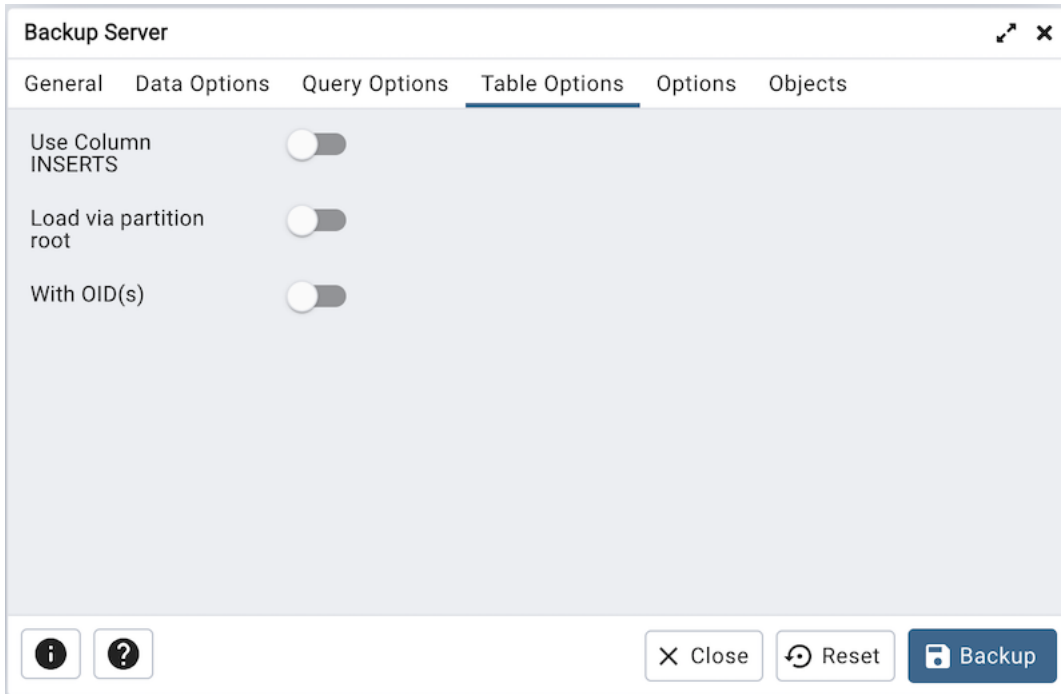 Backup Server
General Data Options Query Options Table Options Options Objects
Use Column
INSERTS
Load via partition
root
With OID(s)
Close Reset Backup